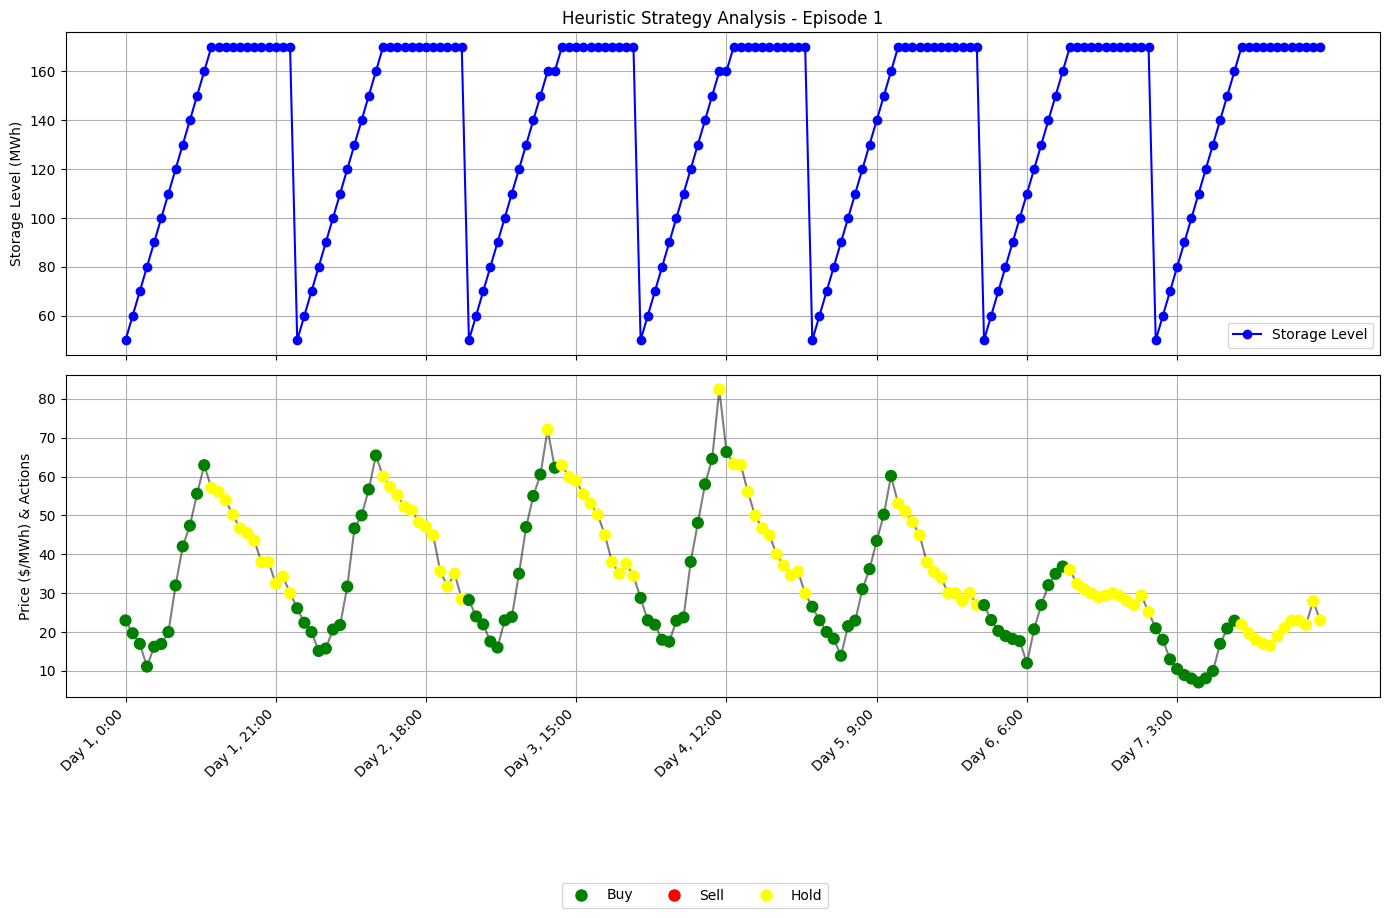 Heuristic Strategy Analysis - Episode 1
Storage Level (MWh)
160
140
120
100
80
60
Storage Level
Price ($/MWh) & Actions
80
70
60
50
40
30
20
10
Day 1, 0:00
Day 1, 21:00
Day 2, 18:00
Day 3, 15:00
Day 4, 12:00
Day 5, 9:00
Day 6, 6:00
Day 7, 3:00
Buy Sell Hold